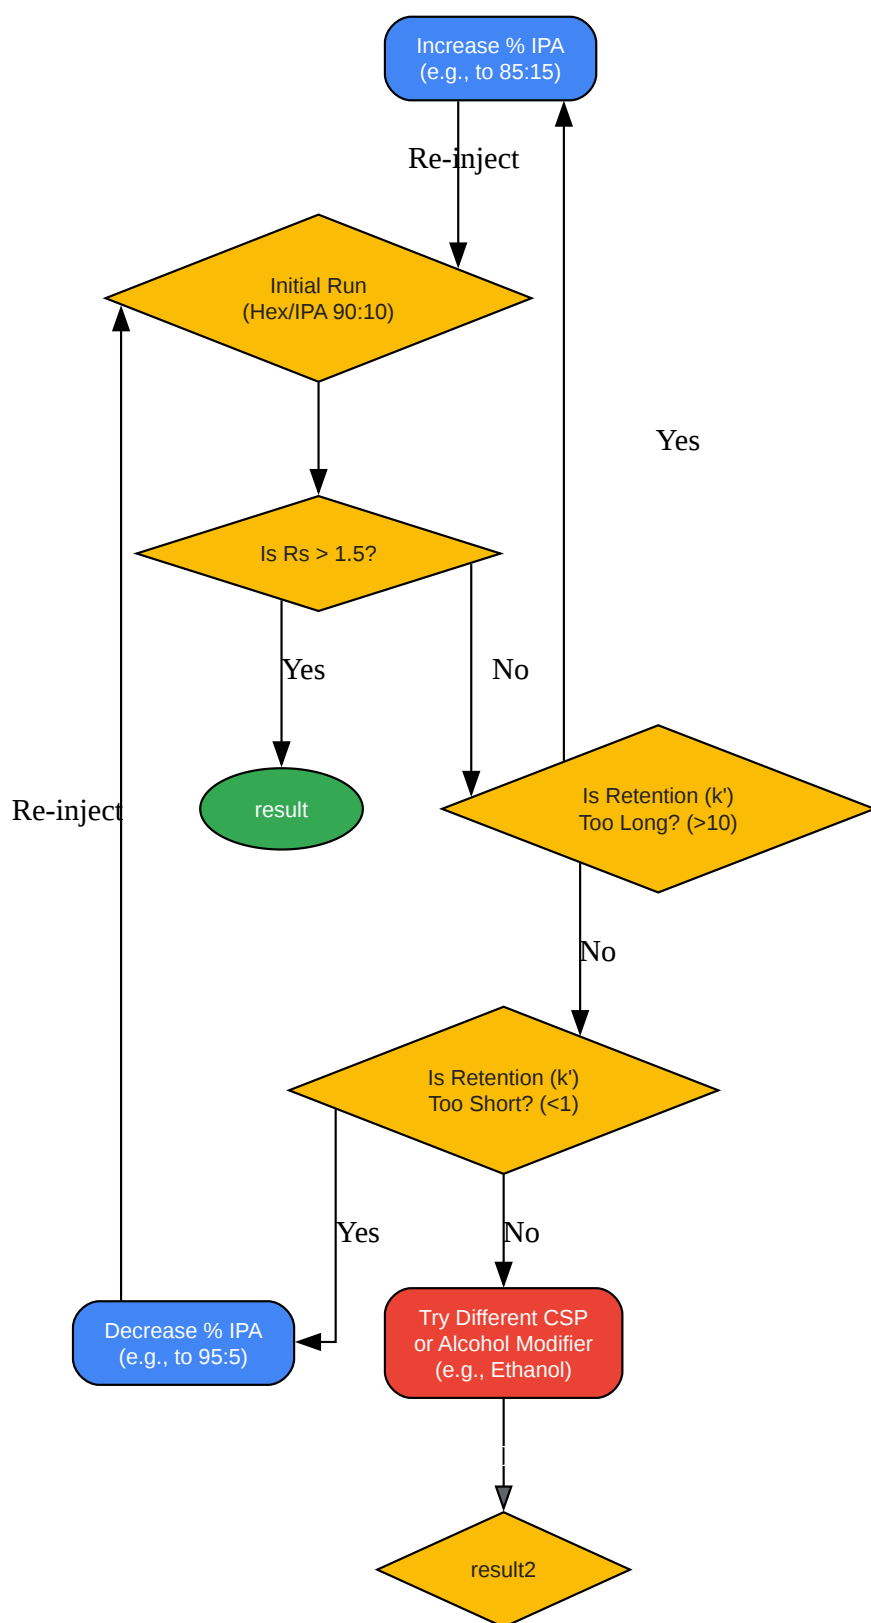 Increase % IPA
(e.g., to 85:15)
Re-inject
Initial Run
(Hex/IPA 90:10)
Yes
Is Rs > 1.5?
Yes
No
Is Retention (k')
Too Long? (>10)
Re-inject
result
No
Is Retention (k')
Too Short? (<1)
Yes
No
Decrease % IPA
(e.g., to 95:5)
Try Different CSP
or Alcohol Modifier
(e.g., Ethanol)
result2